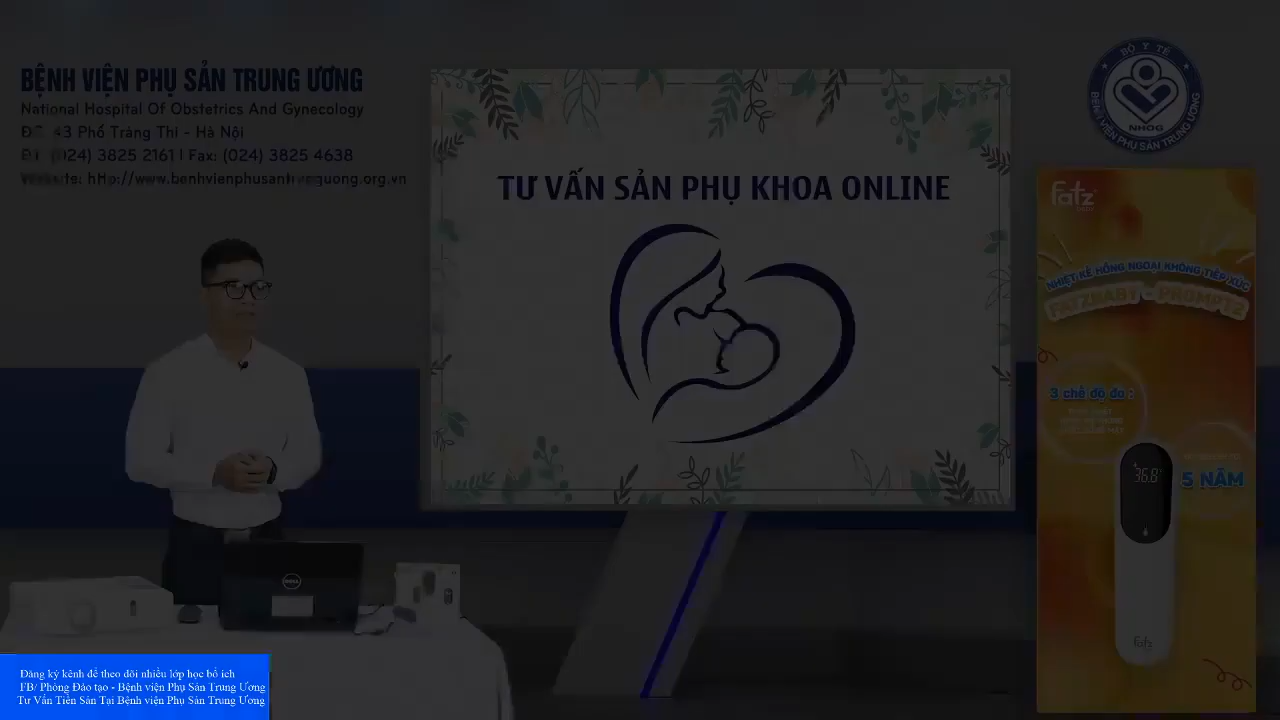 BỆNH VIỆN PHỤ SẢN TRUNG ƯƠNG
National Hospital Of Obstetrics And Gynecology
43 Phố Tràng Thi - Hà Nội
(024) 3825 2161 | Fax: (024) 3825 4638
TƯ VẤN SẢN PHỤ KHOA ONLINE
BỘ Y TẾ
BỆNH VIỆN PHỤ SẢN TRUNG ƯƠNG
NHOG
fatz
NHIỆT KẾ HỒNG NGOẠI KHÔNG TIẾP XÚC
FATZBABY - PROMPT2
3 chế độ đo :
5 NĂM
36.8
fatz
DELL
Đăng ký kênh để theo dõi nhiều lớp học bổ ích
FB/ Phòng Đào tạo - Bệnh viện Phụ Sản Trung Ương
Tư Vấn Tiền Sản Tại Bệnh viện Phụ Sản Trung Ương